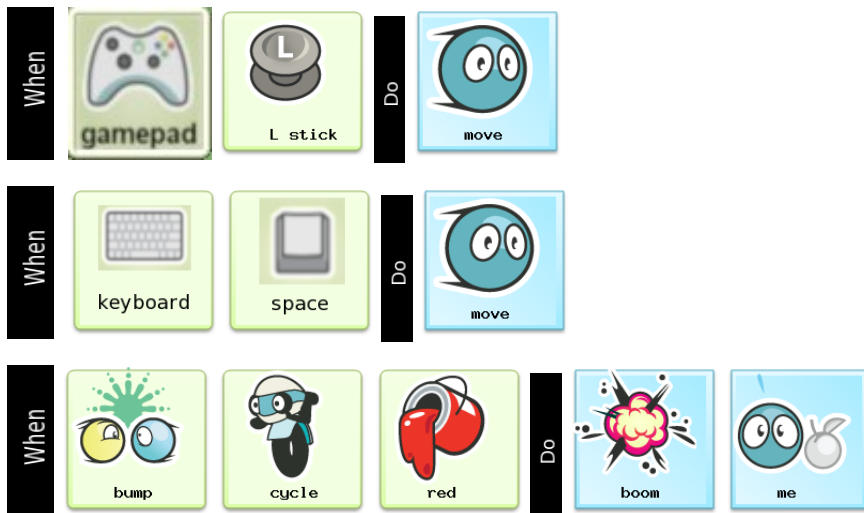 When gamepad L stick Do move
When keyboard space Do move
When bump cycle red Do boom me